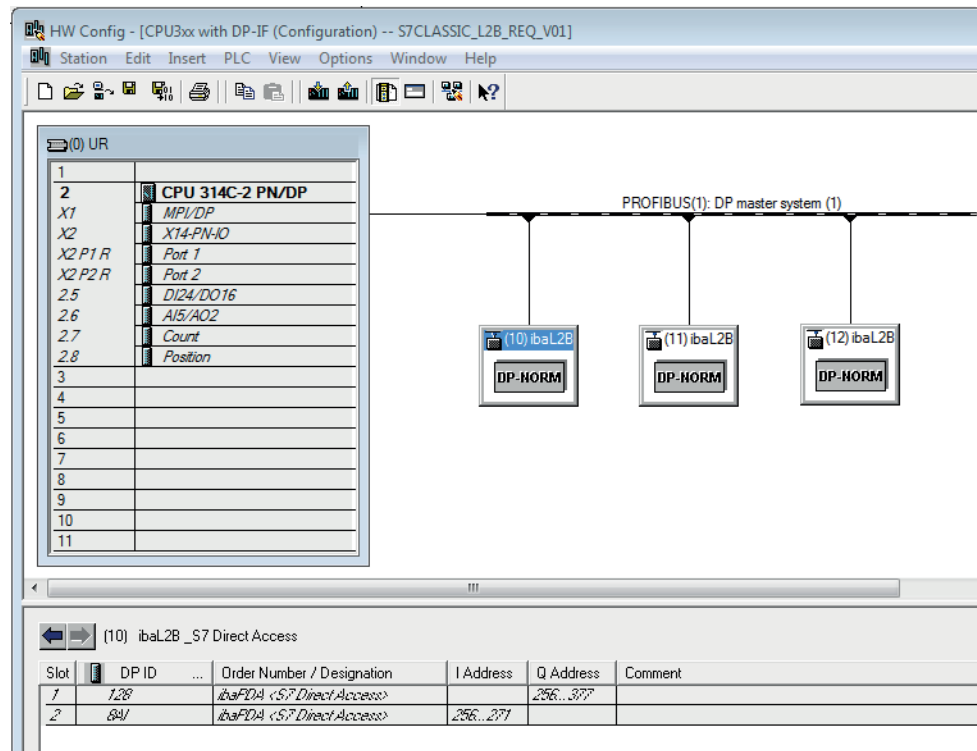 HW Config - [CPU3xx with DP-IF (Configuration) -- S7CLASSIC_L2B_REQ_V01]
Station Edit Insert PLC View Options Window Help
(0) UR
1
2 CPU 314C-2 PN/DP
X1 MPI/DP
X2 X14-PN-IO
X2 P1 R Port 1
X2 P2 R Port 2
2.5 DI24/DO16
2.6 AI5/AO2
2.7 Count
2.8 Position
3
4
5
6
7
8
9
10
11
PROFIBUS(1): DP master system (1)
(10) ibaL2B
DP-NORM
(11) ibaL2B
DP-NORM
(12) ibaL2B
DP-NORM
(10) ibaL2B _S7 Direct Access
Slot DP ID ... Order Number / Designation I Address Q Address Comment
1 128 ibaPDA <S7 Direct Access> 256...377
2 8AI ibaPDA <S7 Direct Access> 256...271